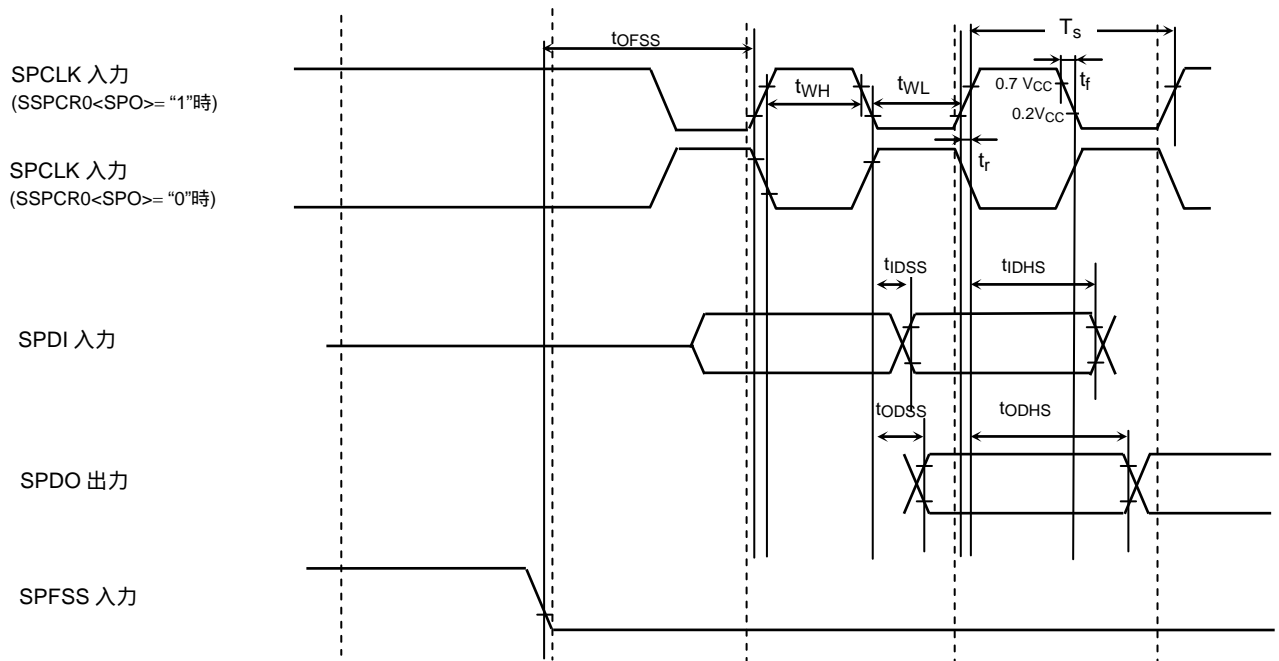 tOFSS
Ts
SPCLK 入力
(SSPCR0<SPO>= “1”時)
tWH
tWL
0.7 VCC
tf
0.2VCC
SPCLK 入力
(SSPCR0<SPO>= “0”時)
tr
tIDSS
tIDHS
SPDI 入力
tODSS
tODHS
SPDO 出力
SPFSS 入力